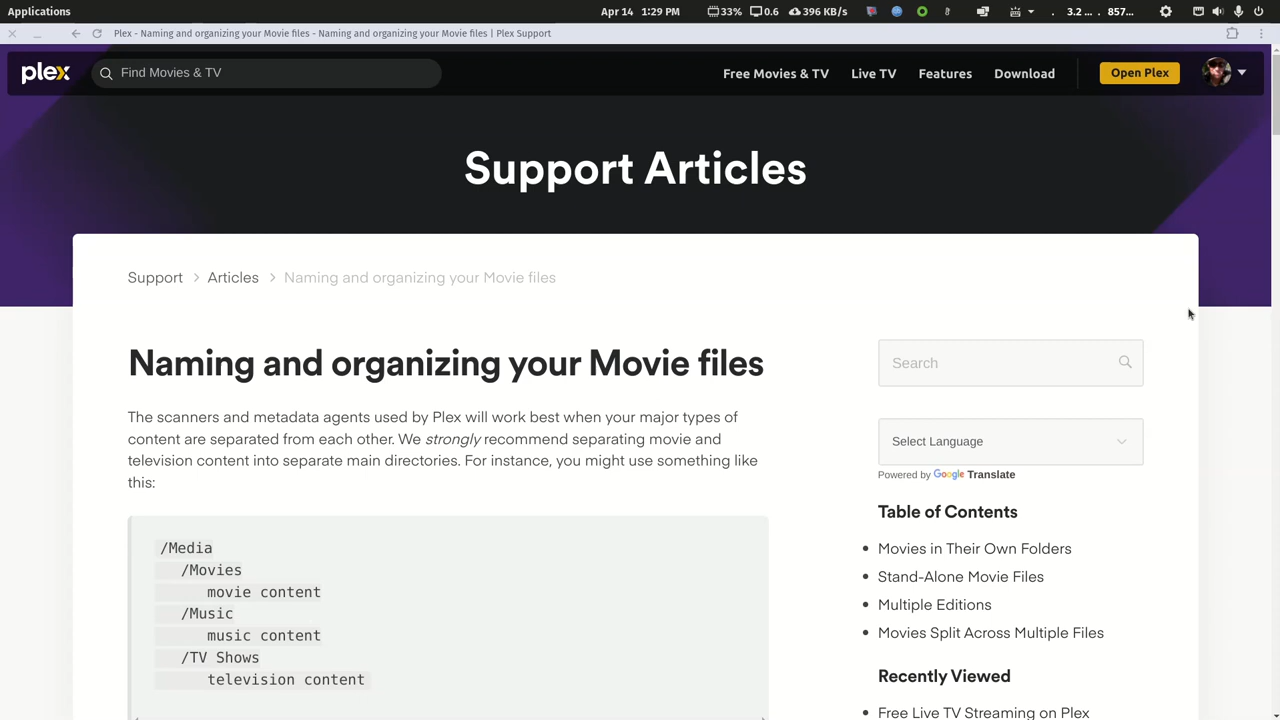 Applications
Apr 14 1:29 PM
33%
0.6
396 KB/s
3.2 ...
857...
Plex - Naming and organizing your Movie files - Naming and organizing your Movie files | Plex Support
plex
Find Movies & TV
Free Movies & TV
Live TV
Features
Download
Open Plex
Support Articles
Support > Articles > Naming and organizing your Movie files
Naming and organizing your Movie files
The scanners and metadata agents used by Plex will work best when your major types of
content are separated from each other. We strongly recommend separating movie and
television content into separate main directories. For instance, you might use something like
this:
/Media
/Movies
movie content
/Music
music content
/TV Shows
television content
Search
Select Language
Powered by Google Translate
Table of Contents
Movies in Their Own Folders
Stand-Alone Movie Files
Multiple Editions
Movies Split Across Multiple Files
Recently Viewed
Free Live TV Streaming on Plex